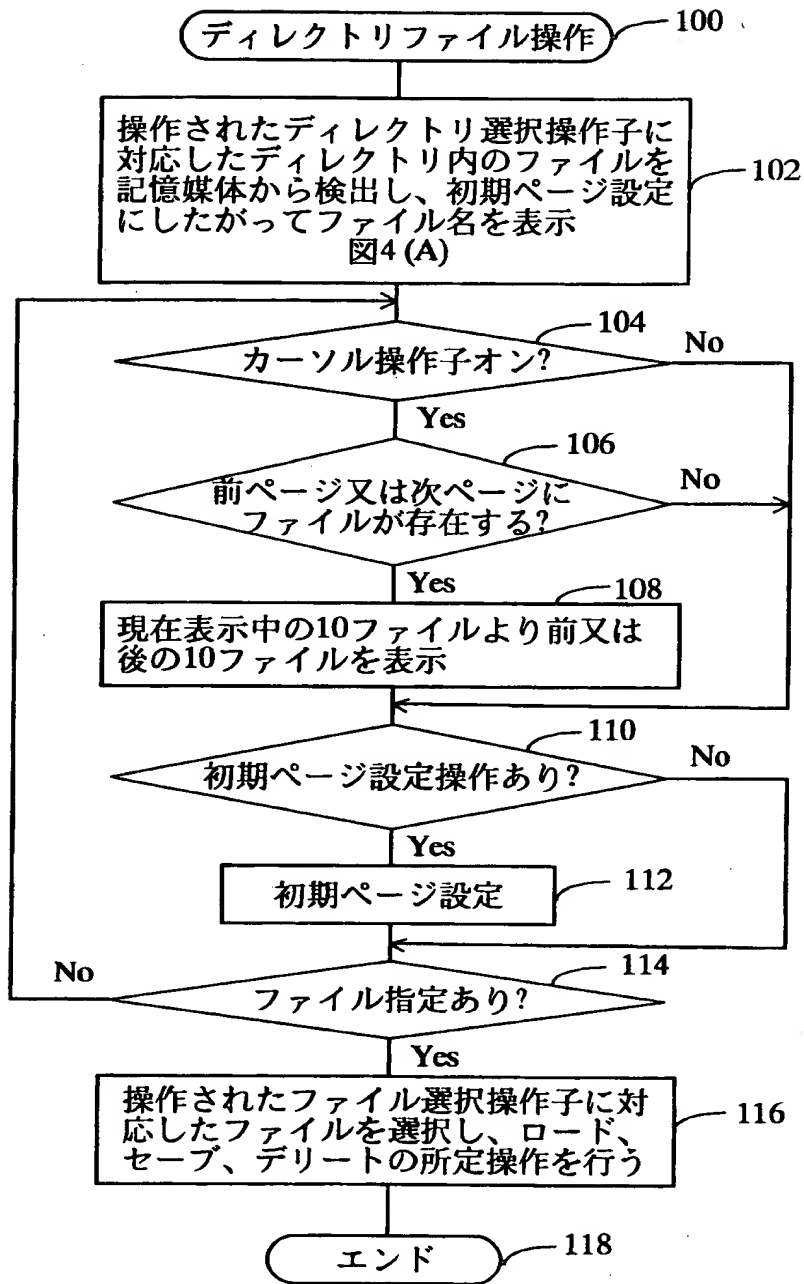 ディレクトリファイル操作
100
操作されたディレクトリ選択操作子に
対応したディレクトリ内のファイルを
記憶媒体から検出し、初期ページ設定
にしたがってファイル名を表示
図4 (A)
102
カーソル操作子オン?
104
No
Yes
106
前ページ又は次ページに
ファイルが存在する?
No
Yes
108
現在表示中の10ファイルより前又は
後の10ファイルを表示
110
初期ページ設定操作あり?
No
Yes
初期ページ設定
112
No
114
ファイル指定あり?
Yes
操作されたファイル選択操作子に対
応したファイルを選択し、ロード、
セーブ、デリートの所定操作を行う
116
エンド
118